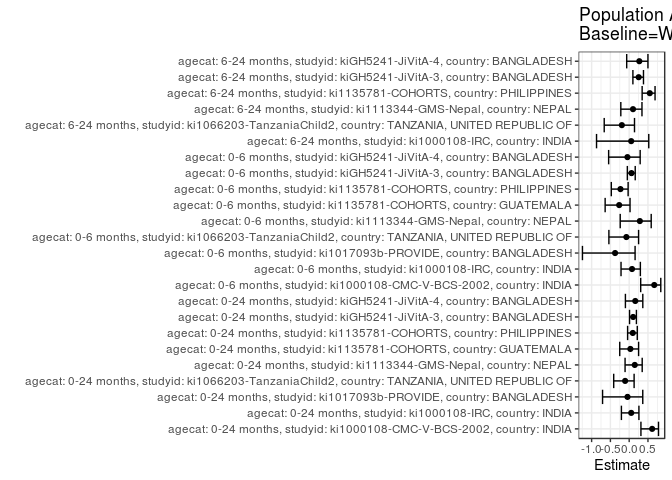 Population A
Baseline=W
agecat: 6-24 months, studyid: kiGH5241-JiVitA-4, country: BANGLADESH
agecat: 6-24 months, studyid: kiGH5241-JiVitA-3, country: BANGLADESH
agecat: 6-24 months, studyid: ki1135781-COHORTS, country: PHILIPPINES
agecat: 6-24 months, studyid: ki1113344-GMS-Nepal, country: NEPAL
agecat: 6-24 months, studyid: ki1066203-TanzaniaChild2, country: TANZANIA, UNITED REPUBLIC OF
agecat: 6-24 months, studyid: ki1000108-IRC, country: INDIA
agecat: 0-6 months, studyid: kiGH5241-JiVitA-4, country: BANGLADESH
agecat: 0-6 months, studyid: kiGH5241-JiVitA-3, country: BANGLADESH
agecat: 0-6 months, studyid: ki1135781-COHORTS, country: PHILIPPINES
agecat: 0-6 months, studyid: ki1135781-COHORTS, country: GUATEMALA
agecat: 0-6 months, studyid: ki1113344-GMS-Nepal, country: NEPAL
agecat: 0-6 months, studyid: ki1066203-TanzaniaChild2, country: TANZANIA, UNITED REPUBLIC OF
agecat: 0-6 months, studyid: ki1017093b-PROVIDE, country: BANGLADESH
agecat: 0-6 months, studyid: ki1000108-IRC, country: INDIA
agecat: 0-6 months, studyid: ki1000108-CMC-V-BCS-2002, country: INDIA
agecat: 0-24 months, studyid: kiGH5241-JiVitA-4, country: BANGLADESH
agecat: 0-24 months, studyid: kiGH5241-JiVitA-3, country: BANGLADESH
agecat: 0-24 months, studyid: ki1135781-COHORTS, country: PHILIPPINES
agecat: 0-24 months, studyid: ki1135781-COHORTS, country: GUATEMALA
agecat: 0-24 months, studyid: ki1113344-GMS-Nepal, country: NEPAL
agecat: 0-24 months, studyid: ki1066203-TanzaniaChild2, country: TANZANIA, UNITED REPUBLIC OF
agecat: 0-24 months, studyid: ki1017093b-PROVIDE, country: BANGLADESH
agecat: 0-24 months, studyid: ki1000108-IRC, country: INDIA
agecat: 0-24 months, studyid: ki1000108-CMC-V-BCS-2002, country: INDIA
-1.0 -0.5 0.0 0.5
Estimate